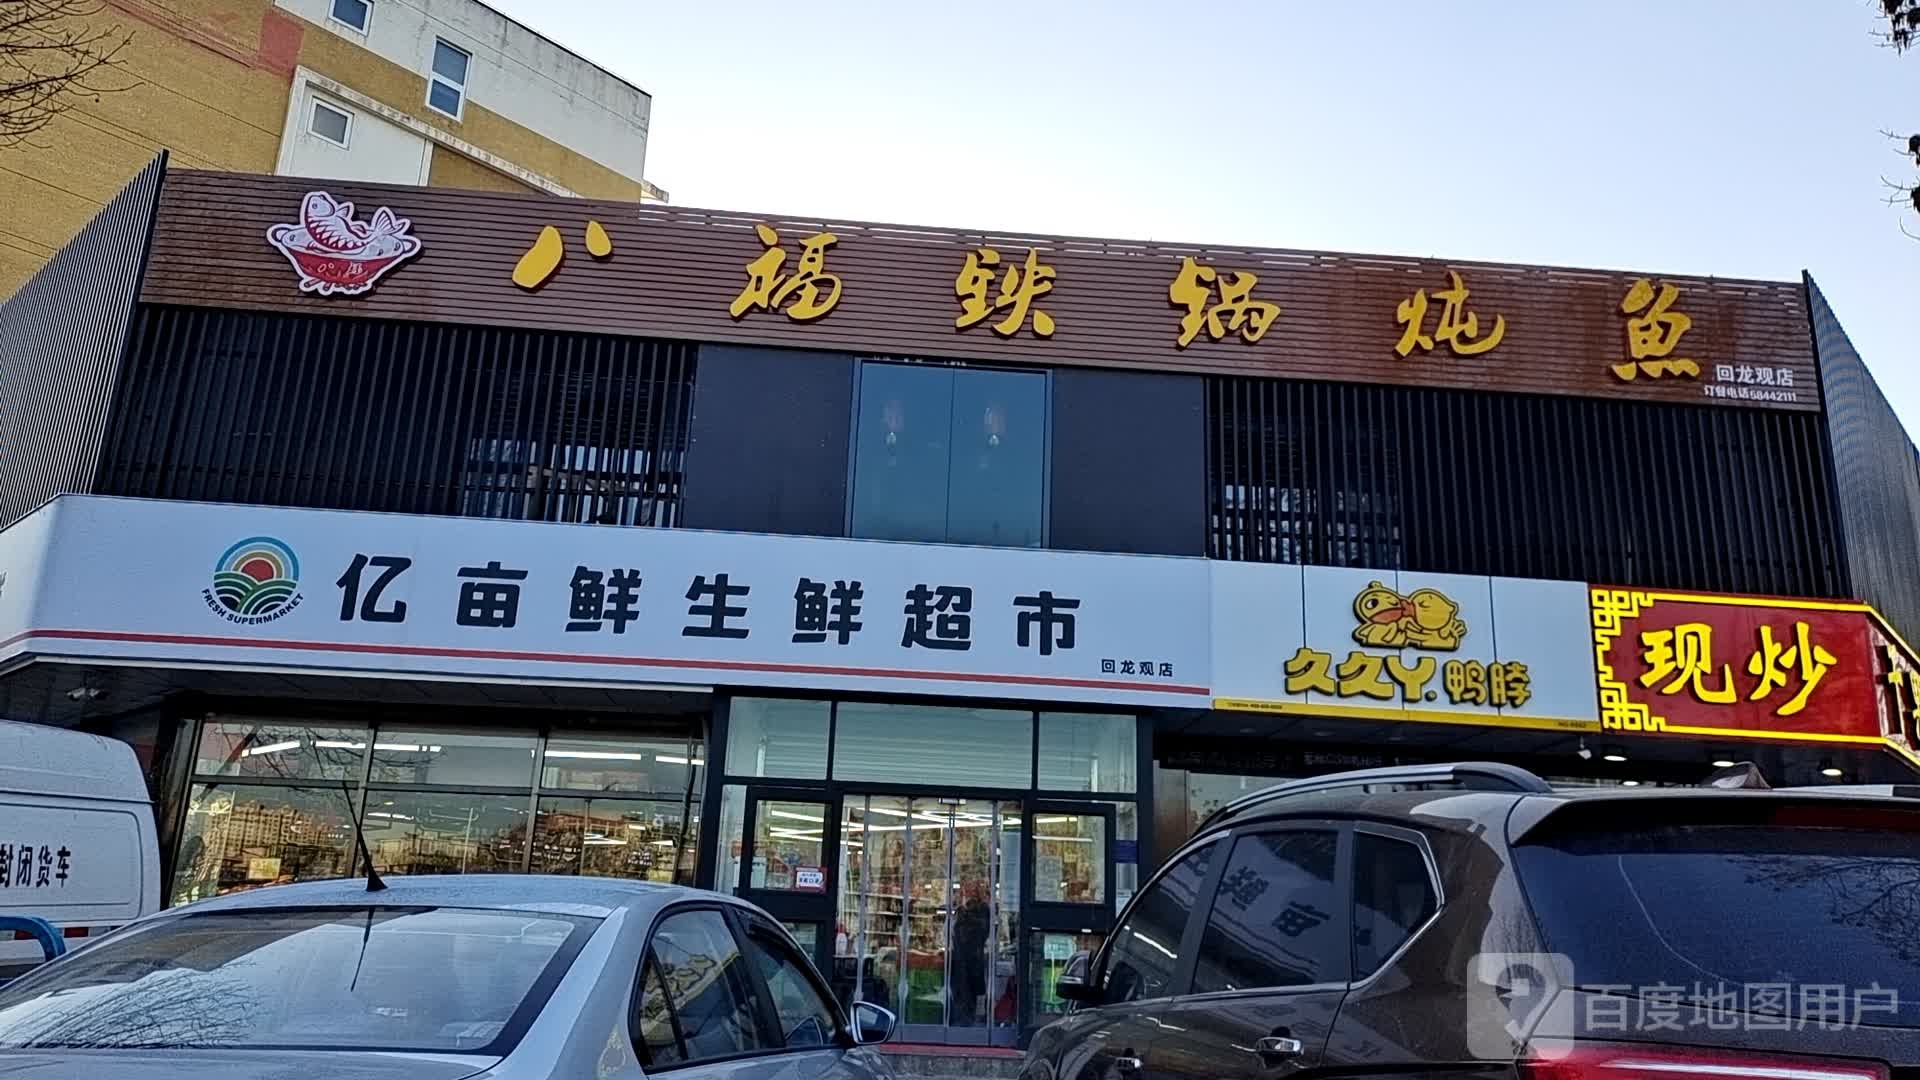 八福铁锅炖鱼
回龙观店
订餐电话58442111
FRESH SUPERMARKET
亿亩鲜生鲜超市
回龙观店
久久丫.鸭脖
现炒
封闭货车
百度地图用户